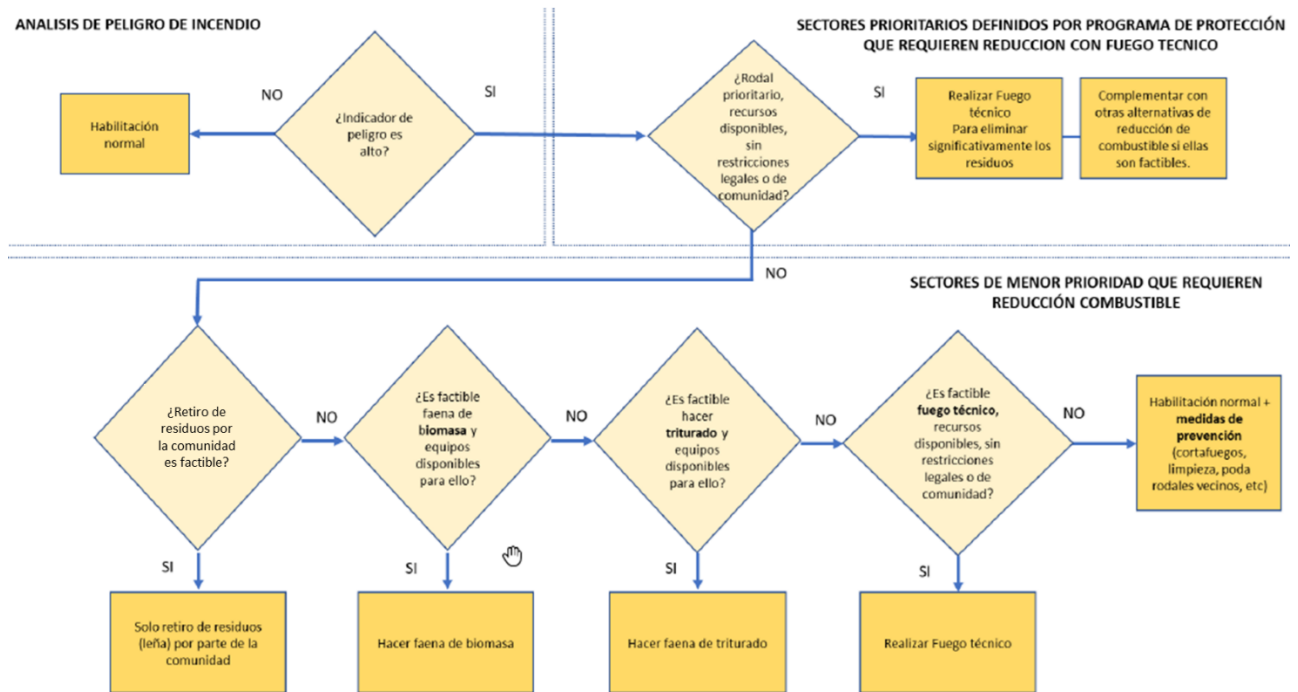 ANALISIS DE PELIGRO DE INCENDIO
SECTORES PRIORITARIOS DEFINIDOS POR PROGRAMA DE PROTECCIÓN
QUE REQUIEREN REDUCCION CON FUEGO TECNICO
Habilitación
normal
NO
¿Indicador de
peligro es
alto?
SI
¿Rodal
prioritario,
recursos
disponibles,
sin
restricciones
legales o de
comunidad?
SI
Realizar Fuego
técnico
Para eliminar
significativamente los
residuos
Complementar con
otras alternativas de
reducción de
combustible si ellas
son factibles.
NO
SECTORES DE MENOR PRIORIDAD QUE REQUIEREN
REDUCCIÓN COMBUSTIBLE
¿Retiro de
residuos por
la comunidad
es factible?
NO
¿Es factible
faena de
biomasa y
equipos
disponibles
para ello?
NO
¿Es factible
hacer
triturado y
equipos
disponibles
para ello?
NO
¿Es factible
fuego técnico,
recursos
disponibles, sin
restricciones
legales o de
comunidad?
NO
Habilitación normal +
medidas de
prevención
(cortafuegos,
limpieza, poda
rodales vecinos, etc)
SI
SI
SI
SI
Solo retiro de residuos
(leña) por parte de la
comunidad
Hacer faena de biomasa
Hacer faena de triturado
Realizar Fuego técnico